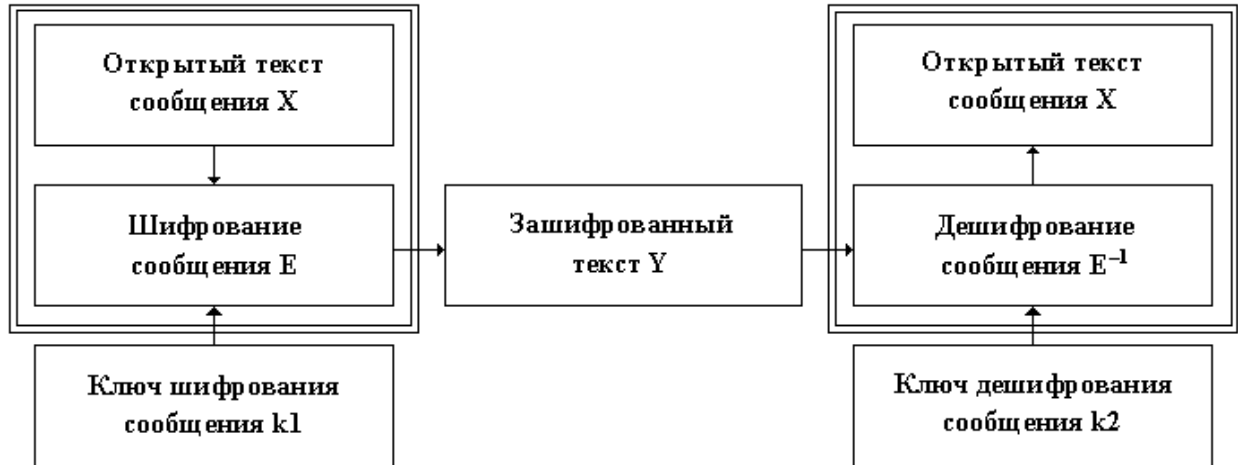 Открытый текст
сообщения X
Шифрование
сообщения E
Ключ шифрования
сообщения k1
Зашифрованный
текст Y
Открытый текст
сообщения X
Дешифрование
сообщения E⁻¹
Ключ дешифрования
сообщения k2